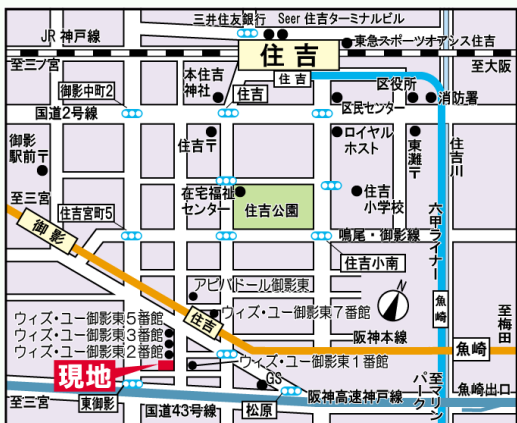 三井住友銀行
Seer 住吉ターミナルビル
JR 神戸線
住吉
東急スポーツオアシス住吉
至三ノ宮
至大阪
住吉
本住吉
神社
御影中町2
住吉
区役所
区民センター
消防署
国道2号線
御影
駅前〒
住吉〒
ロイヤル
ホスト
東灘〒
住吉川
至三宮
在宅福祉
センター
住吉公園
住吉
小学校
住吉宮町5
御影
鳴尾・御影線
六甲ライナー
住吉小南
アピバドール御影東
魚崎
至梅田
ウィズ・ユー御影東5番館
ウィズ・ユー御影東7番館
住吉
ウィズ・ユー御影東3番館
ウィズ・ユー御影東2番館
阪神本線
魚崎
ウィズ・ユー御影東1番館
現地
GS
至マリン
パーク
魚崎出口
至三宮
東御影
国道43号線
松原
阪神高速神戸線